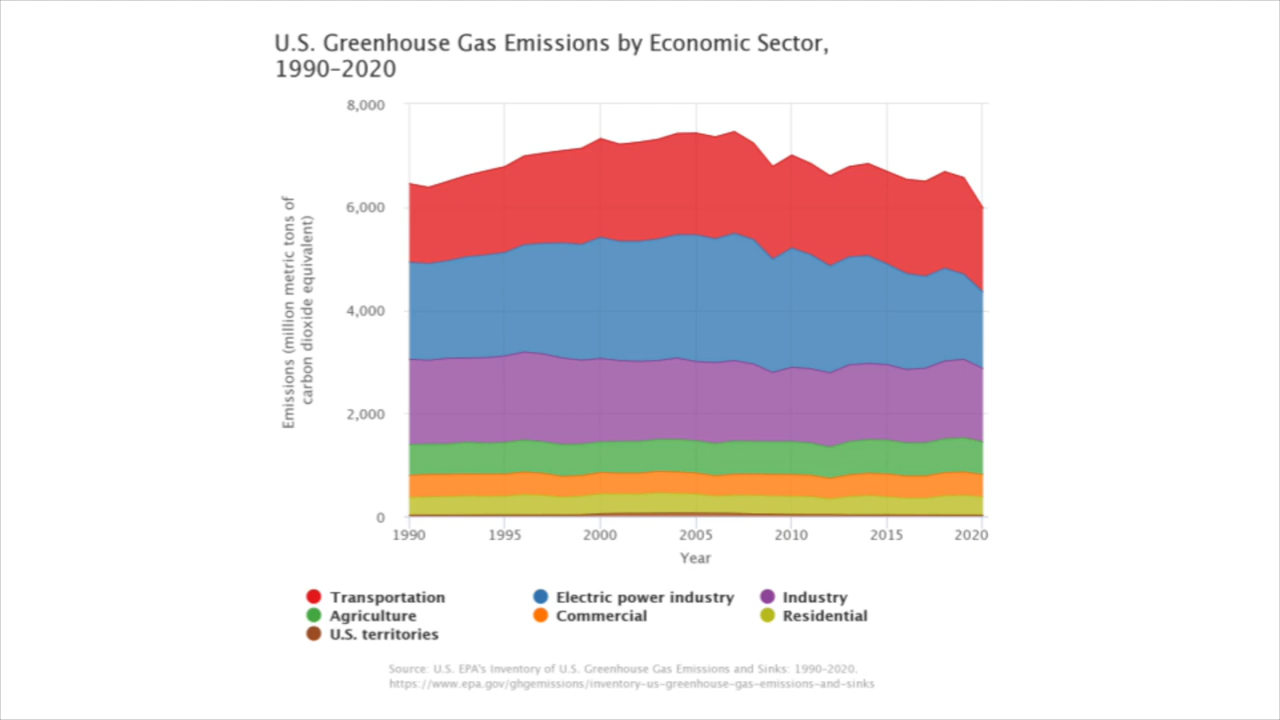 U.S. Greenhouse Gas Emissions by Economic Sector,
1990–2020
8,000
6,000
4,000
2,000
0
Emissions (million metric tons of
carbon dioxide equivalent)
1990 1995 2000 2005 2010 2015 2020
Year
Transportation Electric power industry Industry
Agriculture Commercial Residential
U.S. territories
Source: U.S. EPA's Inventory of U.S. Greenhouse Gas Emissions and Sinks: 1990–2020.
https://www.epa.gov/ghgemissions/inventory-us-greenhouse-gas-emissions-and-sinks